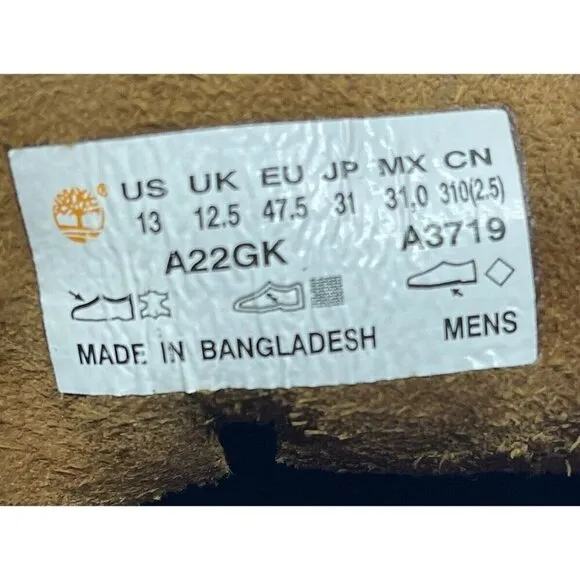 ® US UK EU JP MX CN
13 12.5 47.5 31 31.0 310(2.5)
A22GK A3719
MADE IN BANGLADESH MENS